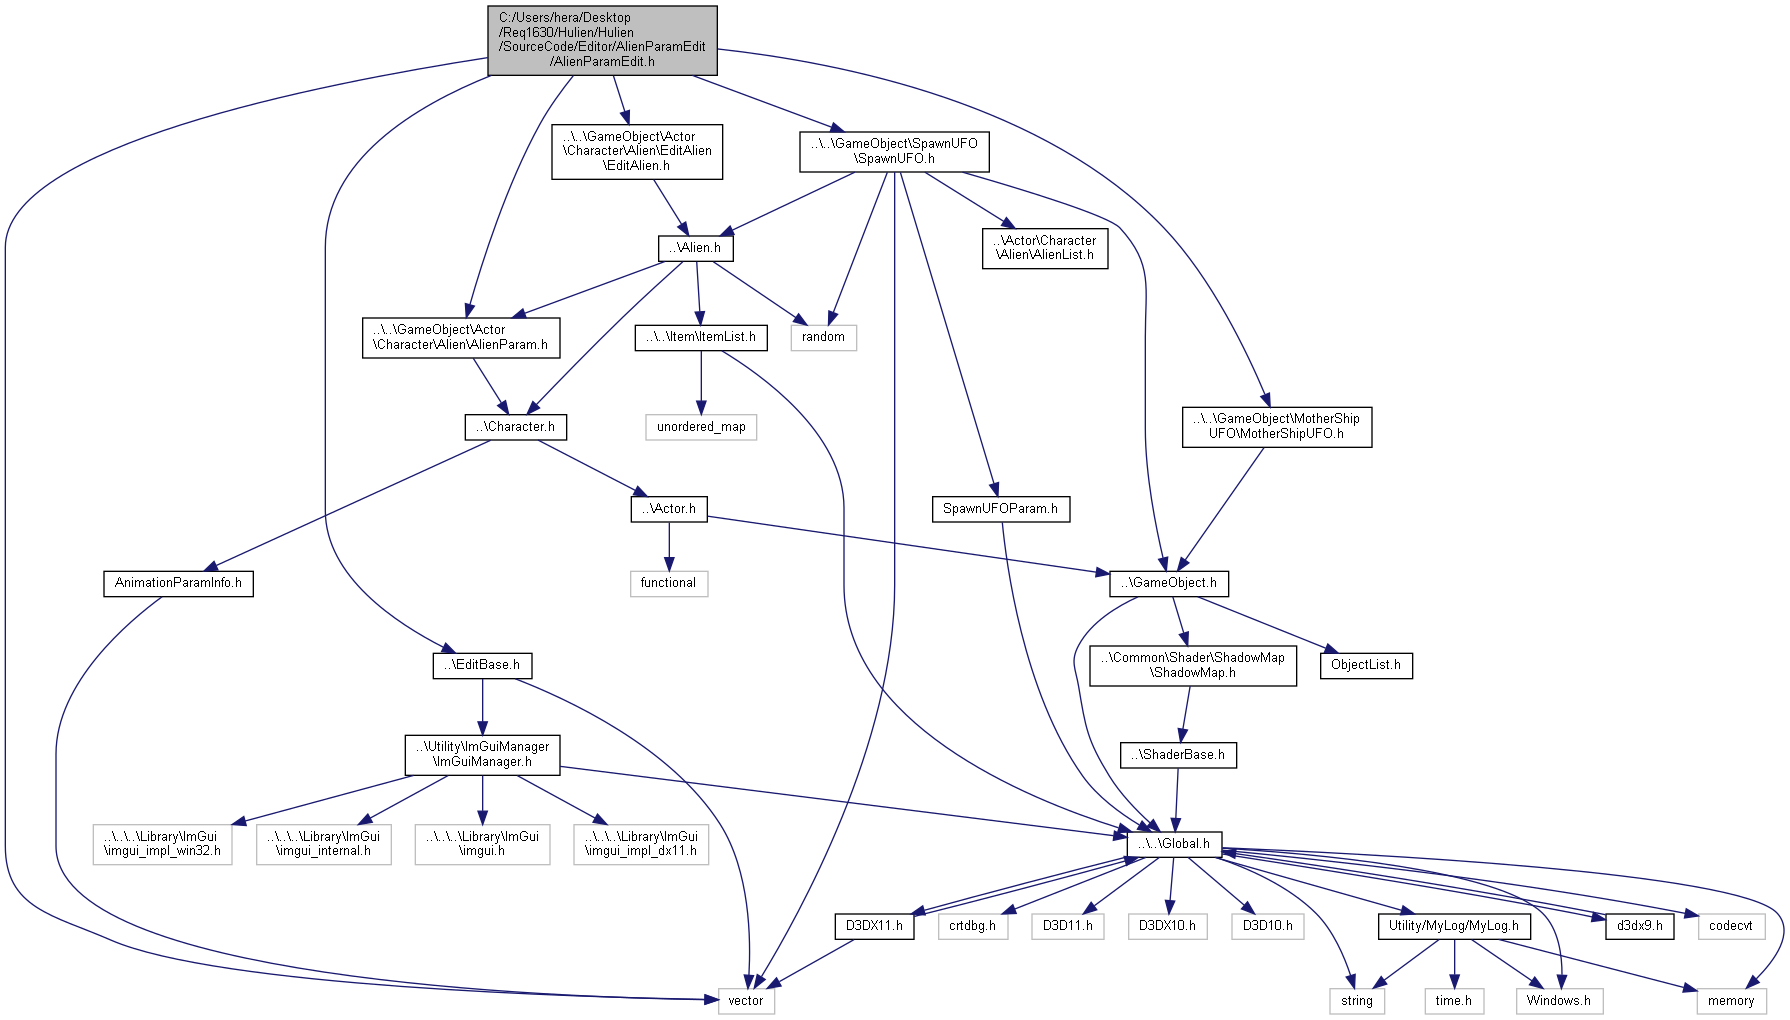 C:/Users/hera/Desktop
/Req1630/Hulien/Hulien
/SourceCode/Editor/AlienParamEdit
/AlienParamEdit.h
..\..\GameObject\Actor
\Character\Alien\EditAlien
\EditAlien.h
..\..\GameObject\SpawnUFO
\SpawnUFO.h
..\Alien.h
..\Actor\Character
\Alien\AlienList.h
..\..\GameObject\Actor
\Character\Alien\AlienParam.h
..\..\Item\ItemList.h
random
..\Character.h
unordered_map
..\..\GameObject\MotherShip
UFO\MotherShipUFO.h
..\Actor.h
SpawnUFOParam.h
AnimationParamInfo.h
functional
..\GameObject.h
..\EditBase.h
..\Common\Shader\ShadowMap
\ShadowMap.h
ObjectList.h
..\Utility\ImGuiManager
\ImGuiManager.h
..\ShaderBase.h
..\..\..\Library\ImGui
\imgui_impl_win32.h
..\..\..\Library\ImGui
\imgui_internal.h
..\..\..\Library\ImGui
\imgui.h
..\..\..\Library\ImGui
\imgui_impl_dx11.h
..\..\Global.h
D3DX11.h
crtdbg.h
D3D11.h
D3DX10.h
D3D10.h
Utility/MyLog/MyLog.h
d3dx9.h
codecvt
vector
string
time.h
Windows.h
memory